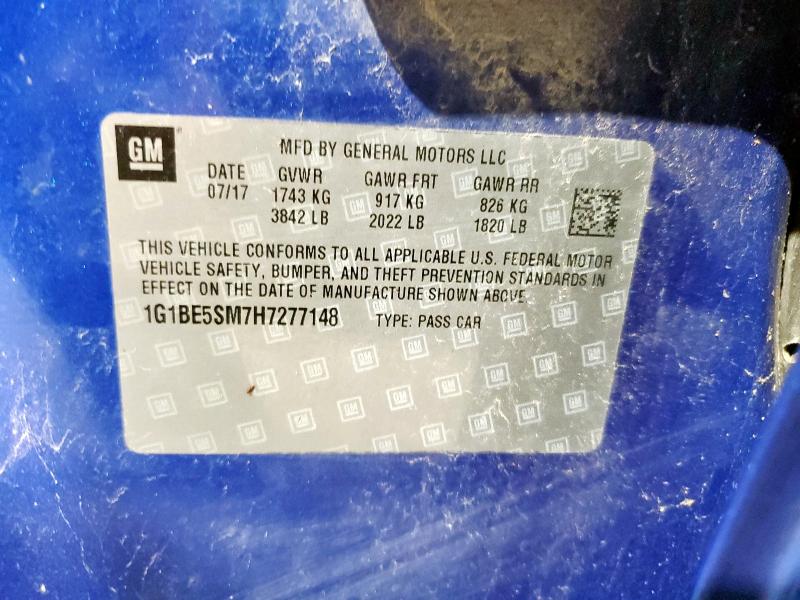 GM
MFD BY GENERAL MOTORS LLC
DATE GVWR GAWR FRT GAWR RR
07/17 1743 KG 917 KG 826 KG
3842 LB 2022 LB 1820 LB
THIS VEHICLE CONFORMS TO ALL APPLICABLE U.S. FEDERAL MOTOR
VEHICLE SAFETY, BUMPER, AND THEFT PREVENTION STANDARDS IN
EFFECT ON THE DATE OF MANUFACTURE SHOWN ABOVE.
1G1BE5SM7H7277148 TYPE: PASS CAR